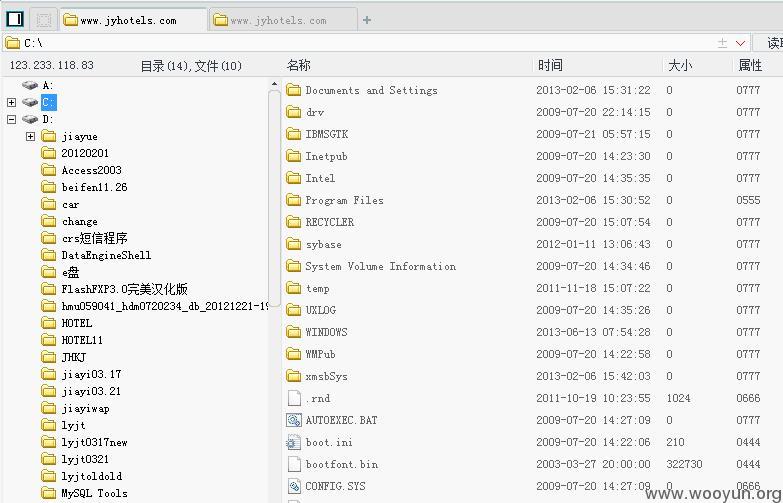 www.jyhotels.com www.jyhotels.com +
C:\ 读取
123.233.118.83 目录(14),文件(10) 名称 时间 大小 属性
A:
C:
D:
jiayue
20120201
Access2003
beifen11.26
car
change
crs短信程序
DataEngineShell
e盘
FlashFXP3.0完美汉化版
hmu059041_hdm0720234_db_20121221-19
HOTEL
HOTEL11
JHKJ
jiayi03.17
jiayi03.21
jiayiwap
lyjt
lyjt0317new
lyjt0321
lyjtoldold
MySQL Tools
Documents and Settings 2013-02-06 15:31:22 0 0777
drv 2009-07-20 22:14:15 0 0777
IBMSGTK 2009-07-21 05:57:15 0 0777
Inetpub 2009-07-20 14:23:30 0 0777
Intel 2009-07-20 14:35:35 0 0777
Program Files 2013-02-06 15:30:52 0 0555
RECYCLER 2009-07-20 15:07:54 0 0777
sybase 2012-01-11 13:06:43 0 0777
System Volume Information 2009-07-20 14:34:46 0 0777
temp 2011-11-18 15:07:22 0 0777
UXLOG 2009-07-20 14:35:26 0 0777
WINDOWS 2013-06-13 07:54:28 0 0777
WMPub 2009-07-20 14:22:58 0 0777
xmsbSys 2013-02-06 15:42:03 0 0777
.rnd 2011-10-19 10:23:55 1024 0666
AUTOEXEC.BAT 2009-07-20 14:27:09 0 0777
boot.ini 2009-07-20 14:22:06 210 0444
bootfont.bin 2003-03-27 20:00:00 322730 0444
CONFIG.SYS 2009-07-20 14:27:09 0 0666
www.wooyun.org